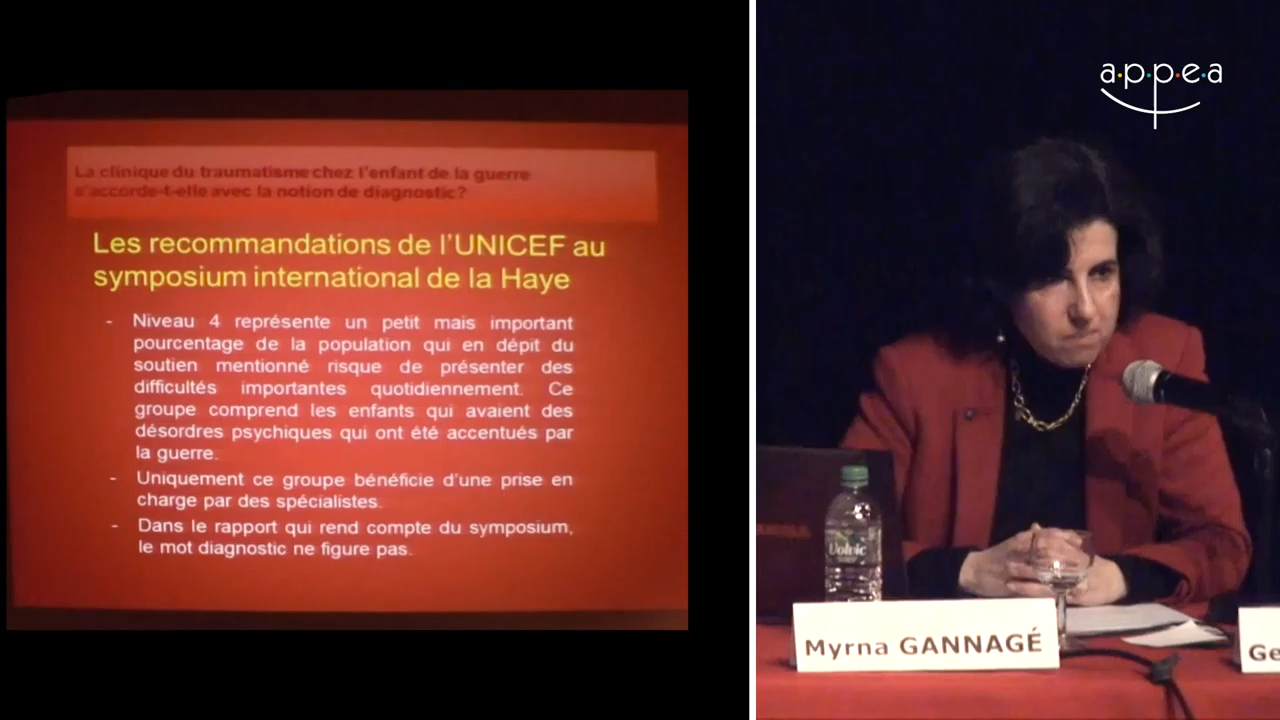 La clinique du traumatisme chez l'enfant de la guerre
s'accorde-t-elle avec la notion de diagnostic?
Les recommandations de l'UNICEF au
symposium international de la Haye
- Niveau 4 représente un petit mais important
pourcentage de la population qui en dépit du
soutien mentionné risque de présenter des
difficultés importantes quotidiennement. Ce
groupe comprend les enfants qui avaient des
désordres psychiques qui ont été accentués par
la guerre.
- Uniquement ce groupe bénéficie d'une prise en
charge par des spécialistes.
- Dans le rapport qui rend compte du symposium,
le mot diagnostic ne figure pas.
a·p·p·e·a
Volvic
Myrna GANNAGÉ
Ge